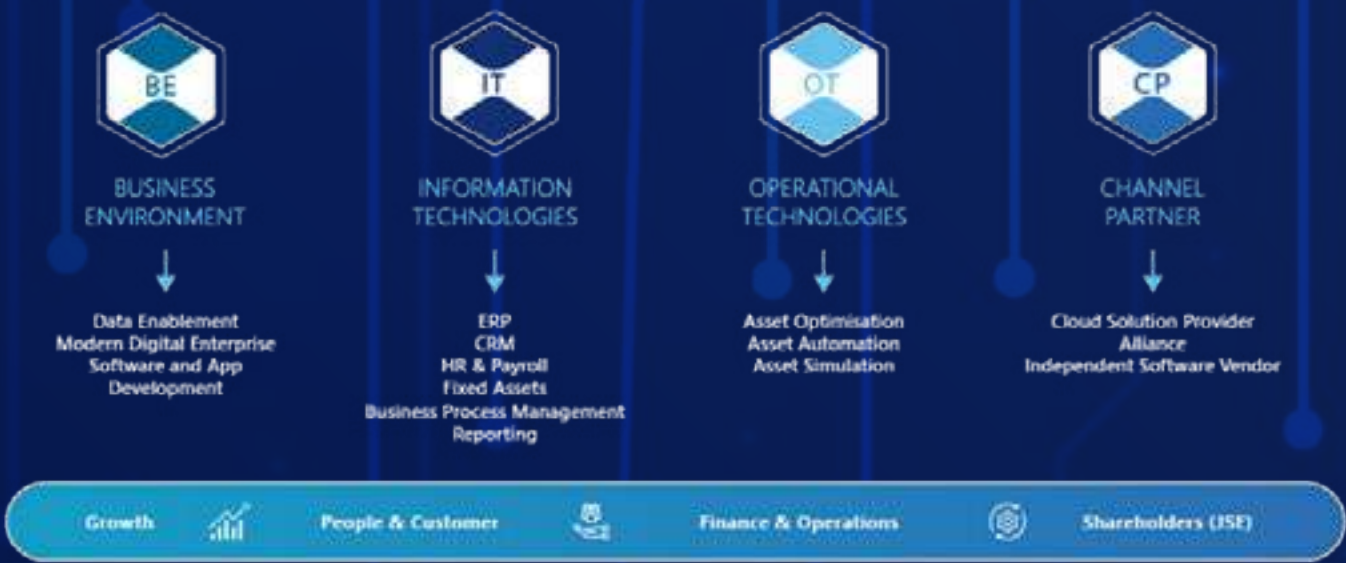 BE
BUSINESS
ENVIRONMENT
Data Enablement
Modern Digital Enterprise
Software and App
Development
IT
INFORMATION
TECHNOLOGIES
ERP
CRM
HR & Payroll
Fixed Assets
Business Process Management
Reporting
OT
OPERATIONAL
TECHNOLOGIES
Asset Optimisation
Asset Automation
Asset Simulation
CP
CHANNEL
PARTNER
Cloud Solution Provider
Alliance
Independent Software Vendor
Growth
People & Customer
Finance & Operations
Shareholders (JSE)